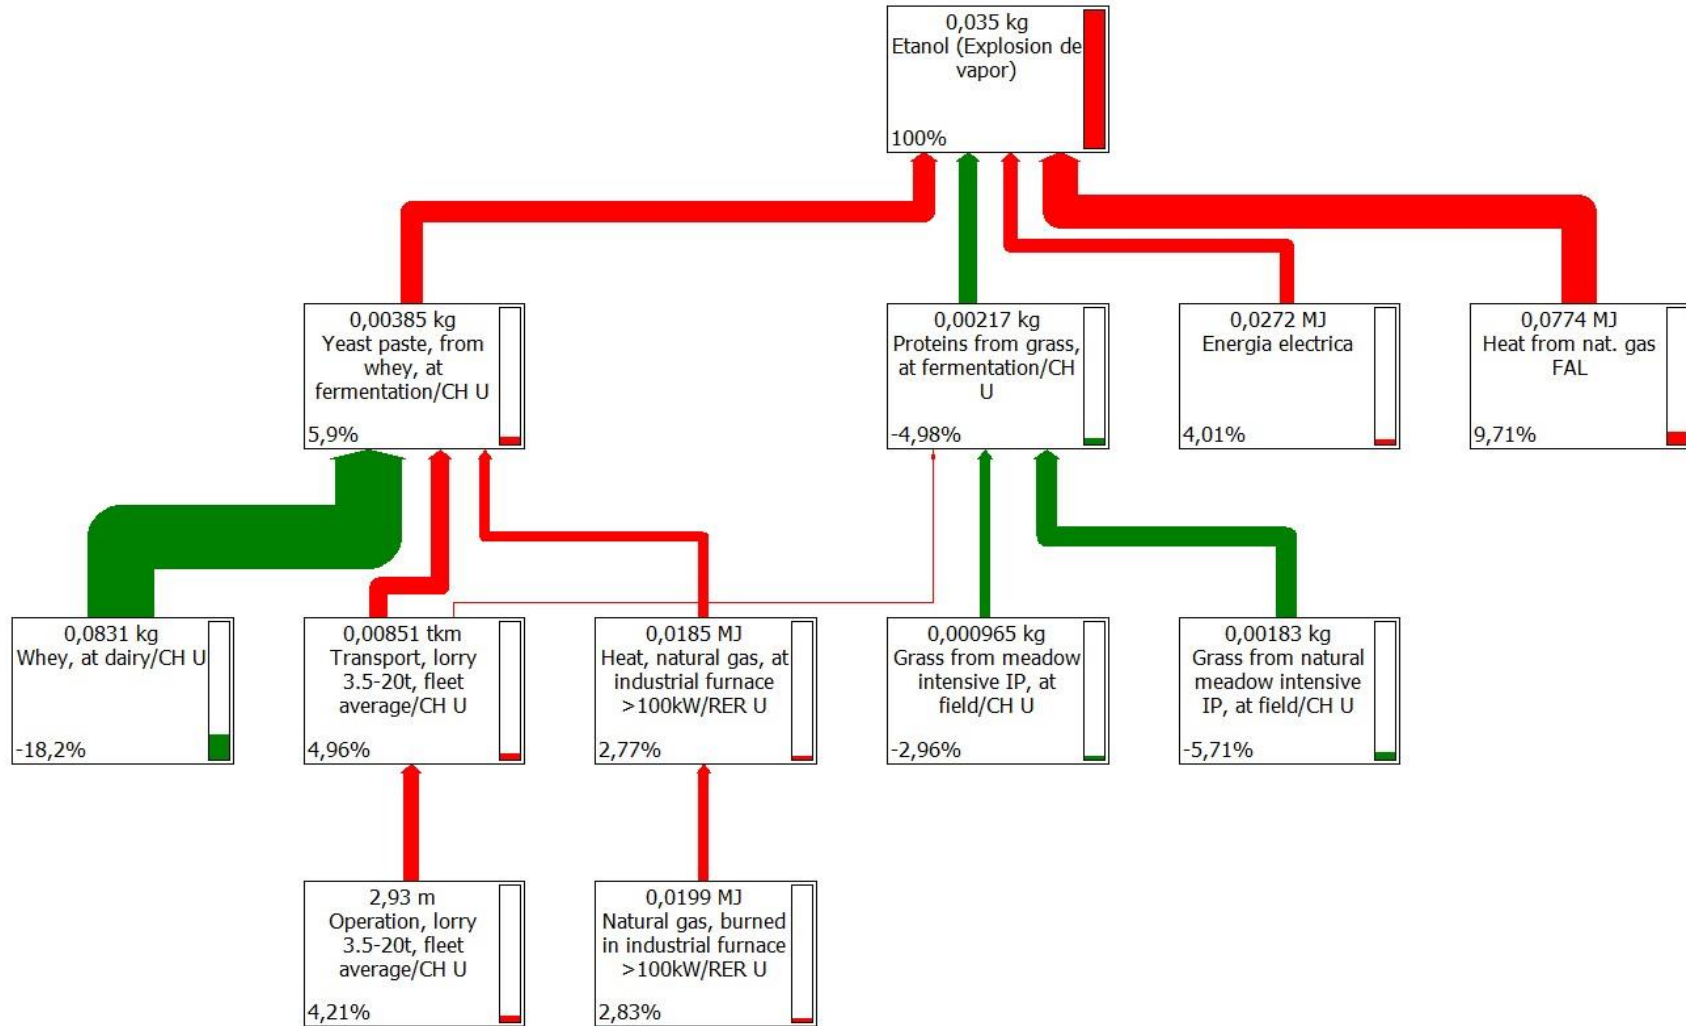 0,035 kg
Etanol (Explosion de
vapor)
100%
0,00385 kg
Yeast paste, from
whey, at
fermentation/CH U
5,9%
0,00217 kg
Proteins from grass,
at fermentation/CH
U
-4,98%
0,0272 MJ
Energia electrica
4,01%
0,0774 MJ
Heat from nat. gas
FAL
9,71%
0,0831 kg
Whey, at dairy/CH U
-18,2%
0,00851 tkm
Transport, lorry
3.5-20t, fleet
average/CH U
4,96%
0,0185 MJ
Heat, natural gas, at
industrial furnace
>100kW/RER U
2,77%
0,000965 kg
Grass from meadow
intensive IP, at
field/CH U
-2,96%
0,00183 kg
Grass from natural
meadow intensive
IP, at field/CH U
-5,71%
2,93 m
Operation, lorry
3.5-20t, fleet
average/CH U
4,21%
0,0199 MJ
Natural gas, burned
in industrial furnace
>100kW/RER U
2,83%